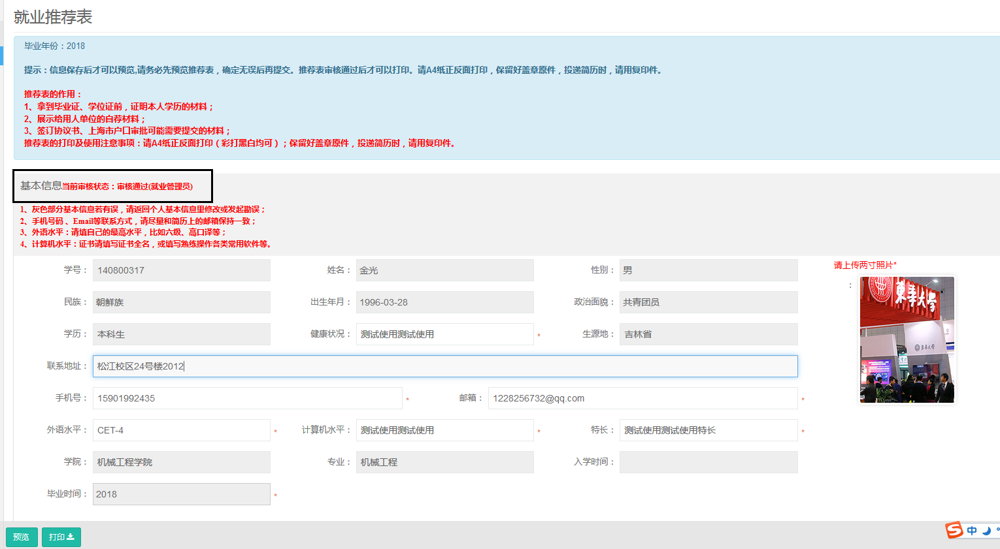 就业推荐表
毕业年份：2018
提示：信息保存后才可以预览,请务必先预览推荐表，确定无误后再提交。推荐表审核通过后才可以打印。请A4纸正反面打印，保留好盖章原件，投递简历时，请用复印件。
推荐表的作用：
1、拿到毕业证、学位证前，证明本人学历的材料；
2、展示给用人单位的自荐材料；
3、签订协议书、上海市户口审批可能需要提交的材料；
推荐表的打印及使用注意事项：请A4纸正反面打印（彩打黑白均可）；保留好盖章原件，投递简历时，请用复印件。
基本信息当前审核状态：审核通过(就业管理员)
1、灰色部分基本信息若有误，请返回个人基本信息里修改或发起勘误；
2、手机号码 、Email等联系方式，请尽量和简历上的邮箱保持一致；
3、外语水平：请填自己的最高水平，比如六级、高口译等；
4、计算机水平：证书请填写证书全名，或填写熟练操作各类常用软件等。
学号： 140800317 姓名： 金光 性别： 男 请上传两寸照片*
：
東華大學
東華大學
民族： 朝鲜族 出生年月： 1996-03-28 政治面貌： 共青团员
学历： 本科生 健康状况： 测试使用测试使用 * 生源地： 吉林省
联系地址： 松江校区24号楼2012
手机号： 15901992435 * 邮箱： 1228256732@qq.com *
外语水平： CET-4 * 计算机水平： 测试使用测试使用 * 特长： 测试使用测试使用特长 *
学院： 机械工程学院 专业： 机械工程 入学时间：
毕业时间： 2018 *
预览 打印
S 中